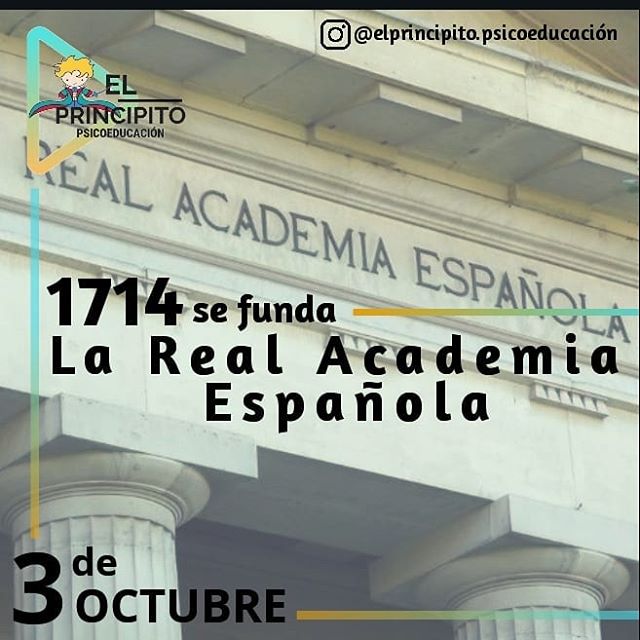 @elprincipito.psicoeducación
EL
PRINCIPITO
PSICOEDUCACIÓN
REAL ACADEMIA ESPAÑOLA
1714 se funda
La Real Academia
Española
3 de
OCTUBRE